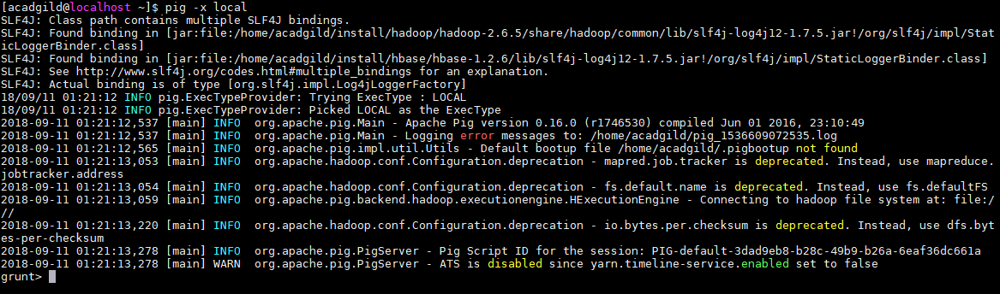 [acadgild@localhost ~]$ pig -x local
SLF4J: Class path contains multiple SLF4J bindings.
SLF4J: Found binding in [jar:file:/home/acadgild/install/hadoop/hadoop-2.6.5/share/hadoop/common/lib/slf4j-log4j12-1.7.5.jar!/org/slf4j/impl/Stat
icLoggerBinder.class]
SLF4J: Found binding in [jar:file:/home/acadgild/install/hbase/hbase-1.2.6/lib/slf4j-log4j12-1.7.5.jar!/org/slf4j/impl/StaticLoggerBinder.class]
SLF4J: See http://www.slf4j.org/codes.html#multiple_bindings for an explanation.
SLF4J: Actual binding is of type [org.slf4j.impl.Log4jLoggerFactory]
18/09/11 01:21:12 INFO pig.ExecTypeProvider: Trying ExecType : LOCAL
18/09/11 01:21:12 INFO pig.ExecTypeProvider: Picked LOCAL as the ExecType
2018-09-11 01:21:12,537 [main] INFO  org.apache.pig.Main - Apache Pig version 0.16.0 (r1746530) compiled Jun 01 2016, 23:10:49
2018-09-11 01:21:12,537 [main] INFO  org.apache.pig.Main - Logging error messages to: /home/acadgild/pig_1536609072535.log
2018-09-11 01:21:12,565 [main] INFO  org.apache.pig.impl.util.Utils - Default bootup file /home/acadgild/.pigbootup not found
2018-09-11 01:21:13,053 [main] INFO  org.apache.hadoop.conf.Configuration.deprecation - mapred.job.tracker is deprecated. Instead, use mapreduce.
jobtracker.address
2018-09-11 01:21:13,054 [main] INFO  org.apache.hadoop.conf.Configuration.deprecation - fs.default.name is deprecated. Instead, use fs.defaultFS
2018-09-11 01:21:13,059 [main] INFO  org.apache.pig.backend.hadoop.executionengine.HExecutionEngine - Connecting to hadoop file system at: file:/
//
2018-09-11 01:21:13,220 [main] INFO  org.apache.hadoop.conf.Configuration.deprecation - io.bytes.per.checksum is deprecated. Instead, use dfs.byt
es-per-checksum
2018-09-11 01:21:13,278 [main] INFO  org.apache.pig.PigServer - Pig Script ID for the session: PIG-default-3dad9eb8-b28c-49b9-b26a-6eaf36dc661a
2018-09-11 01:21:13,278 [main] WARN  org.apache.pig.PigServer - ATS is disabled since yarn.timeline-service.enabled set to false
grunt>